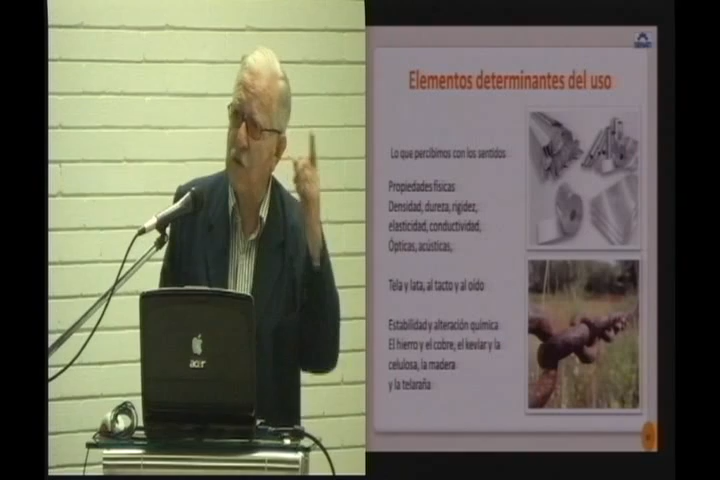 Elementos determinantes del uso
Lo que percibimos con los sentidos
Propiedades físicas
Densidad, dureza, rigidez,
elasticidad, conductividad,
Ópticas, acústicas,
Tela y lata, al tacto y al oído
Estabilidad y alteración química
El hierro y el cobre, el kevlar y la
celulosa, la madera
y la telaraña
acer